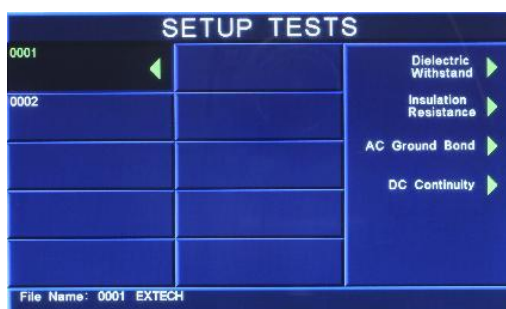 SETUP TESTS
0001
0002
Dielectric
Withstand
Insulation
Resistance
AC Ground Bond
DC Continuity
File Name: 0001 EXTECH